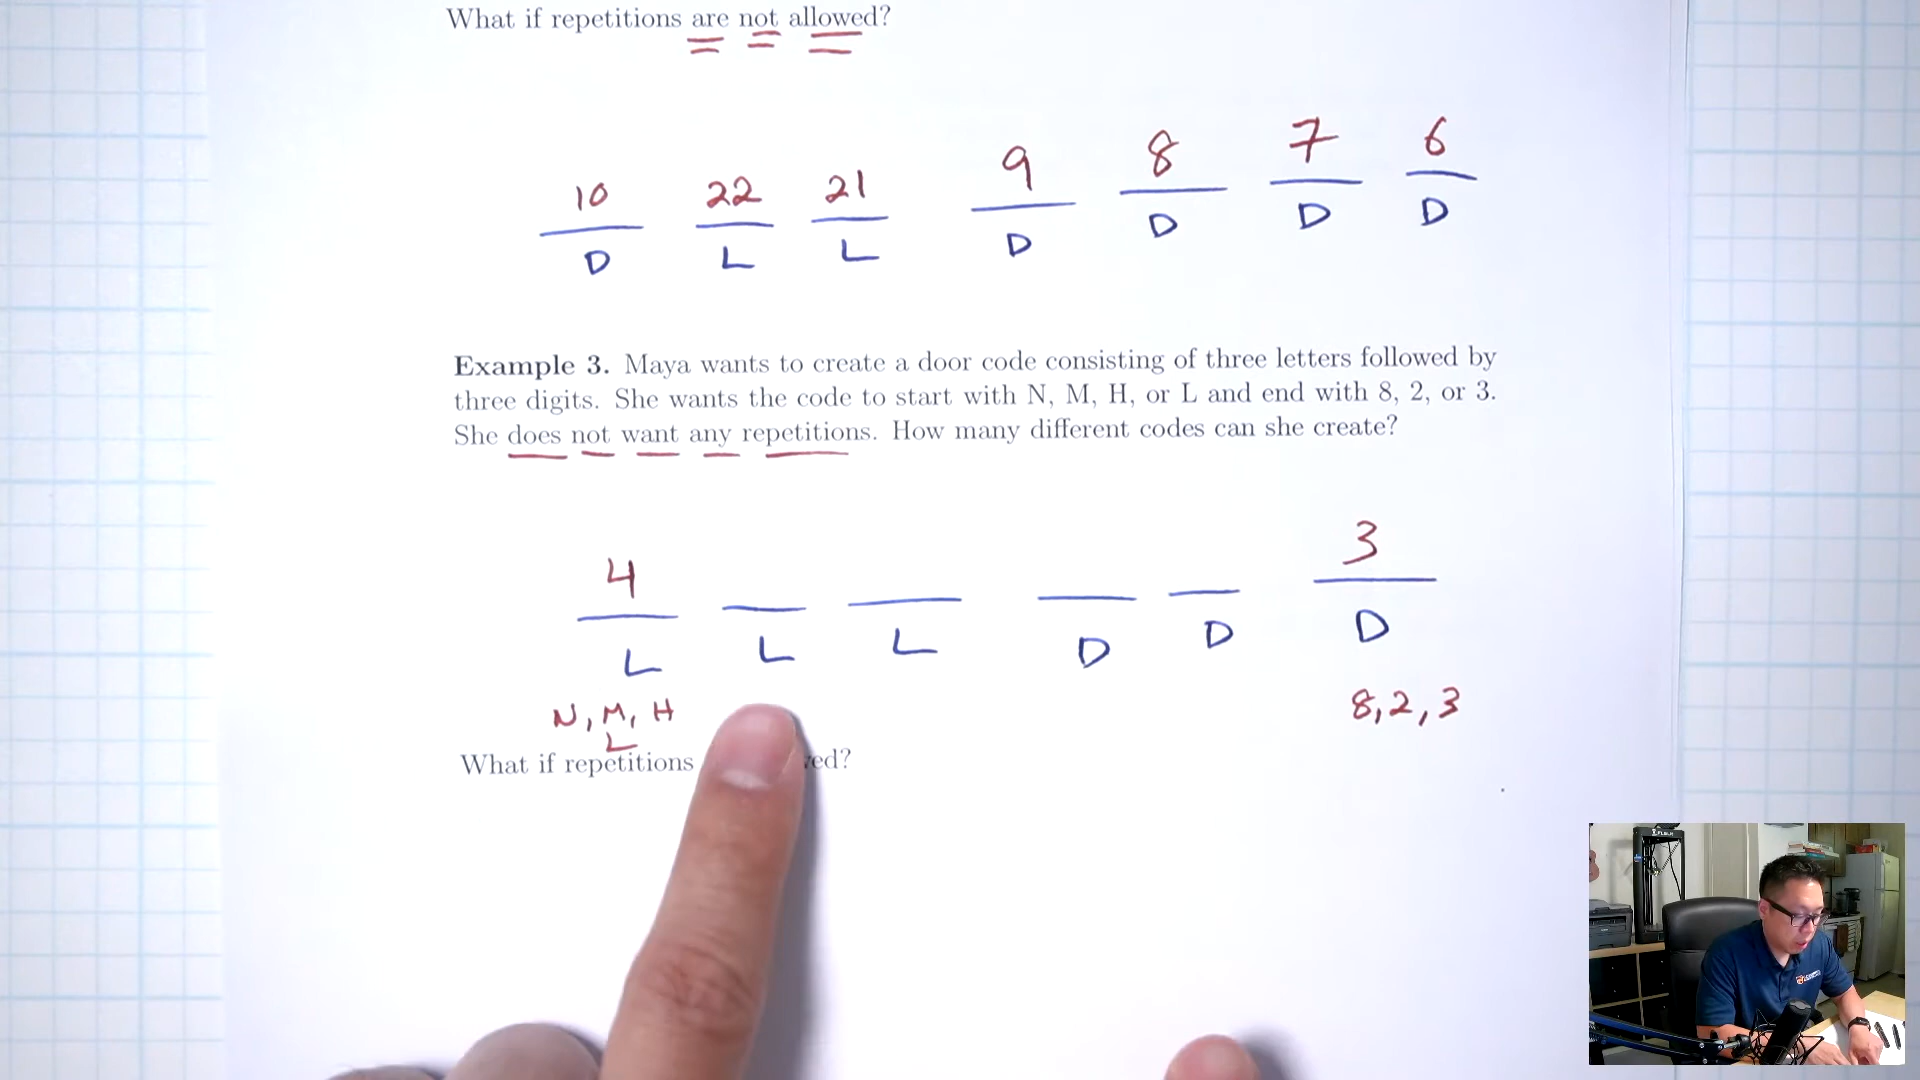 What if repetitions are not allowed?
10 22 21 9 8 7 6
D L L D D D D
Example 3. Maya wants to create a door code consisting of three letters followed by
three digits. She wants the code to start with N, M, H, or L and end with 8, 2, or 3.
She does not want any repetitions. How many different codes can she create?
4 3
L L L D D D
N, M, H 8, 2, 3
L
What if repetitions